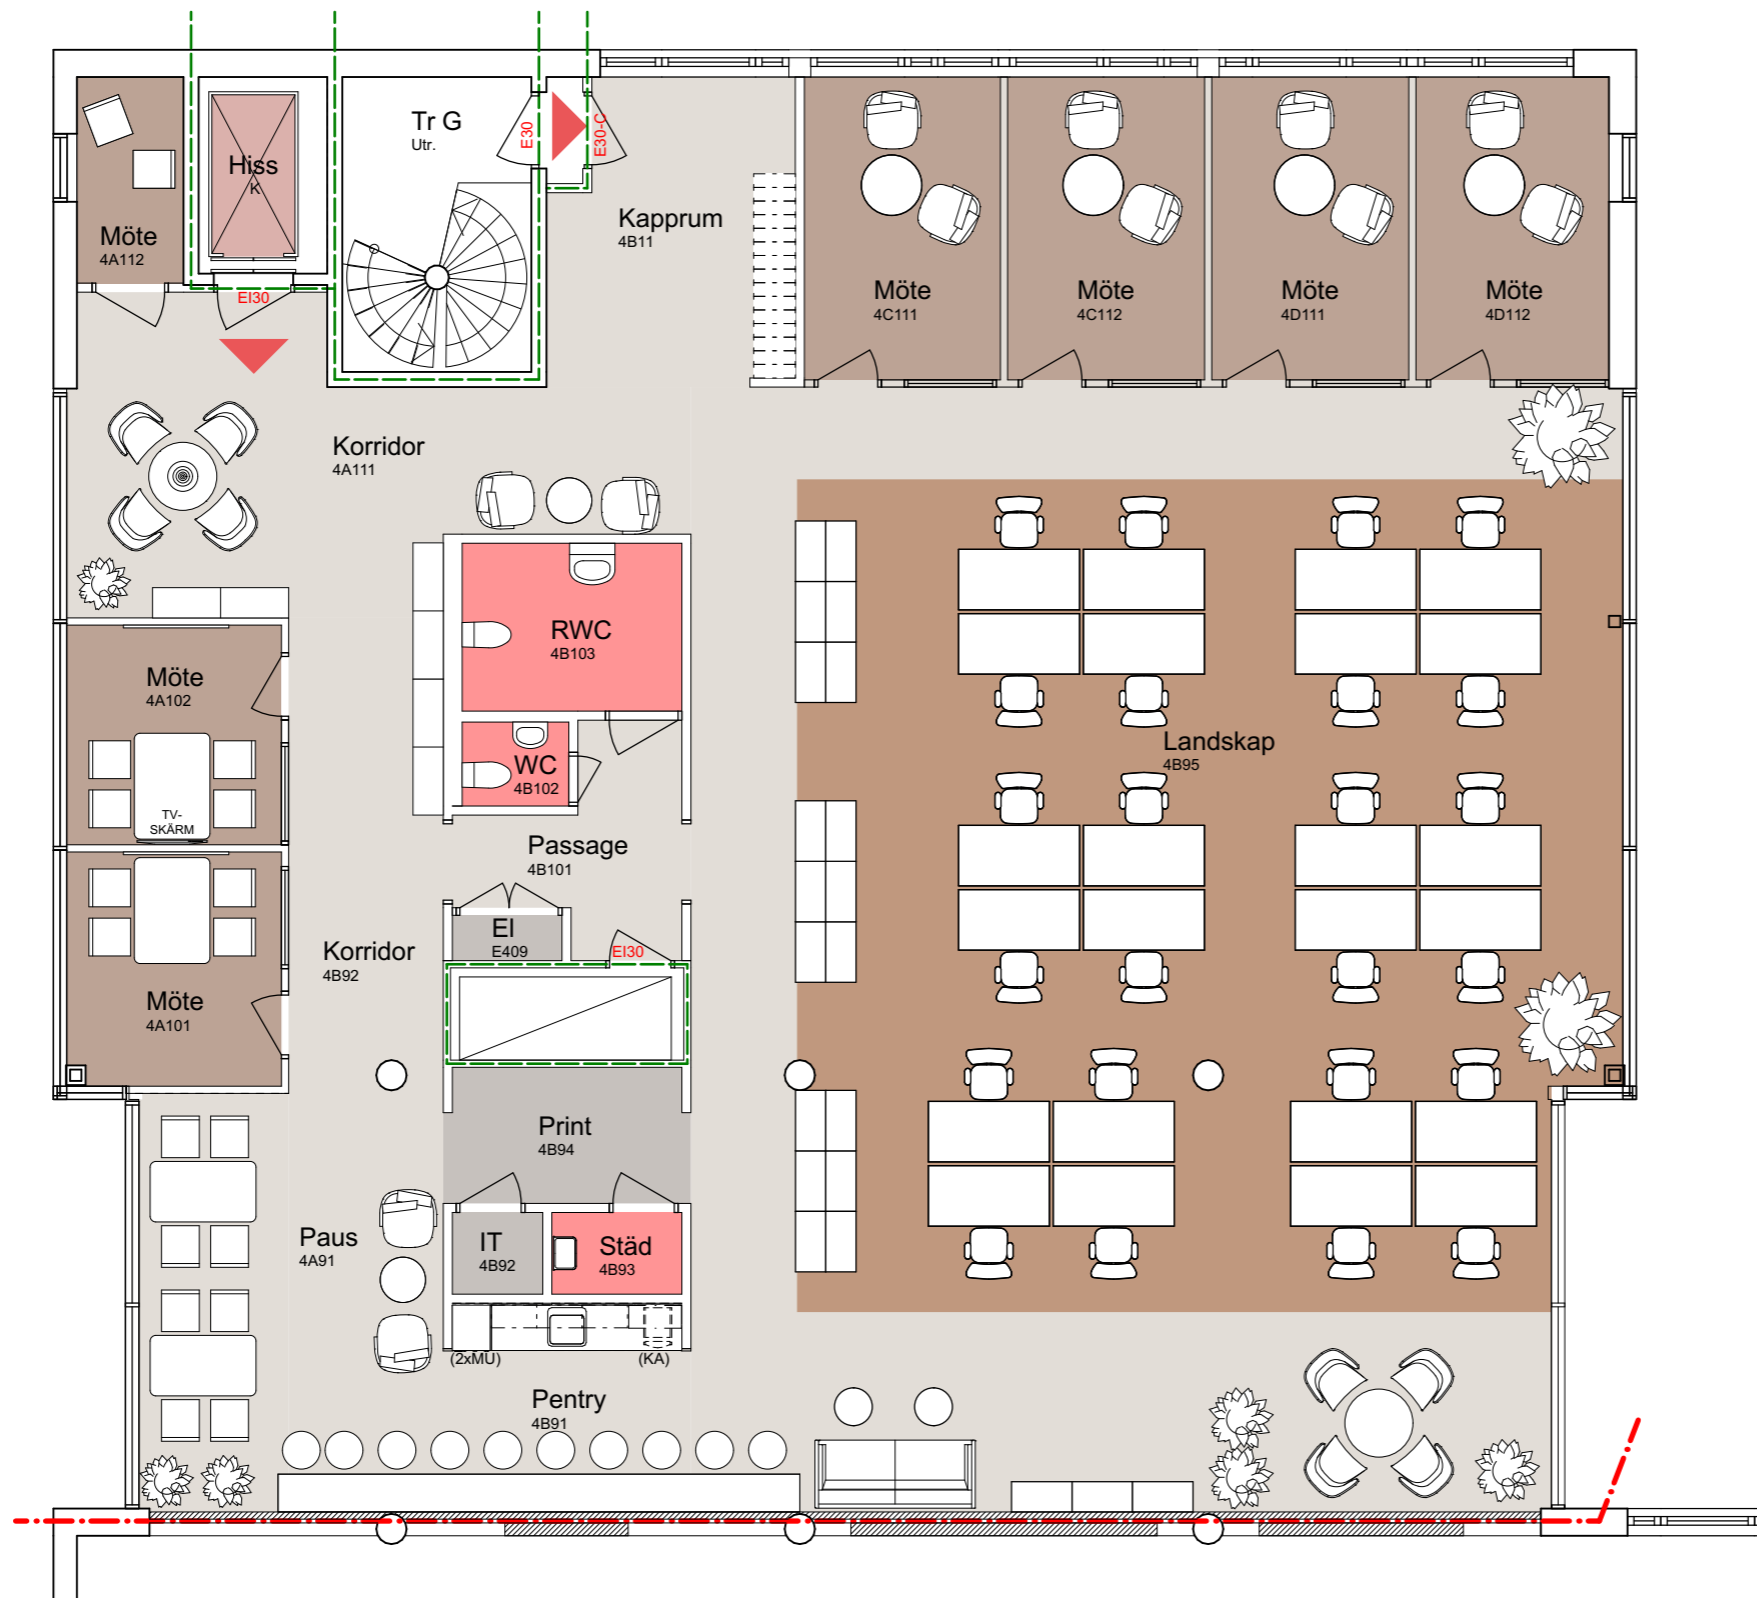 Tr G
Utr.
E30
E30-C
Hiss
K
EI30
Möte
4A112
Kapprum
4B11
Möte
4C111
Möte
4C112
Möte
4D111
Möte
4D112
Korridor
4A111
RWC
4B103
Möte
4A102
TV-
SKÄRM
WC
4B102
Landskap
4B95
Passage
4B101
El
E409
EI30
Korridor
4B92
Möte
4A101
Print
4B94
Paus
4A91
IT
4B92
Städ
4B93
(2xMU)
(KA)
Pentry
4B91